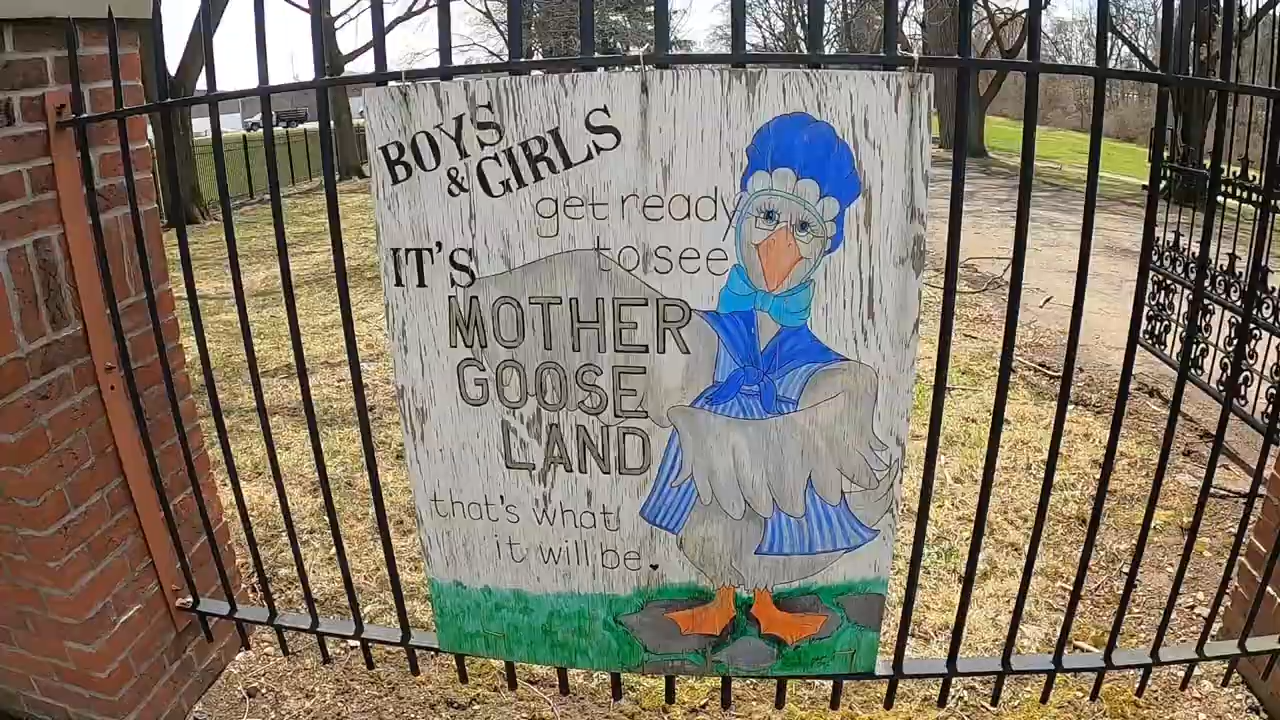 BOYS
& GIRLS
get ready
to see
IT'S
MOTHER
GOOSE
LAND
that's what
it will be.